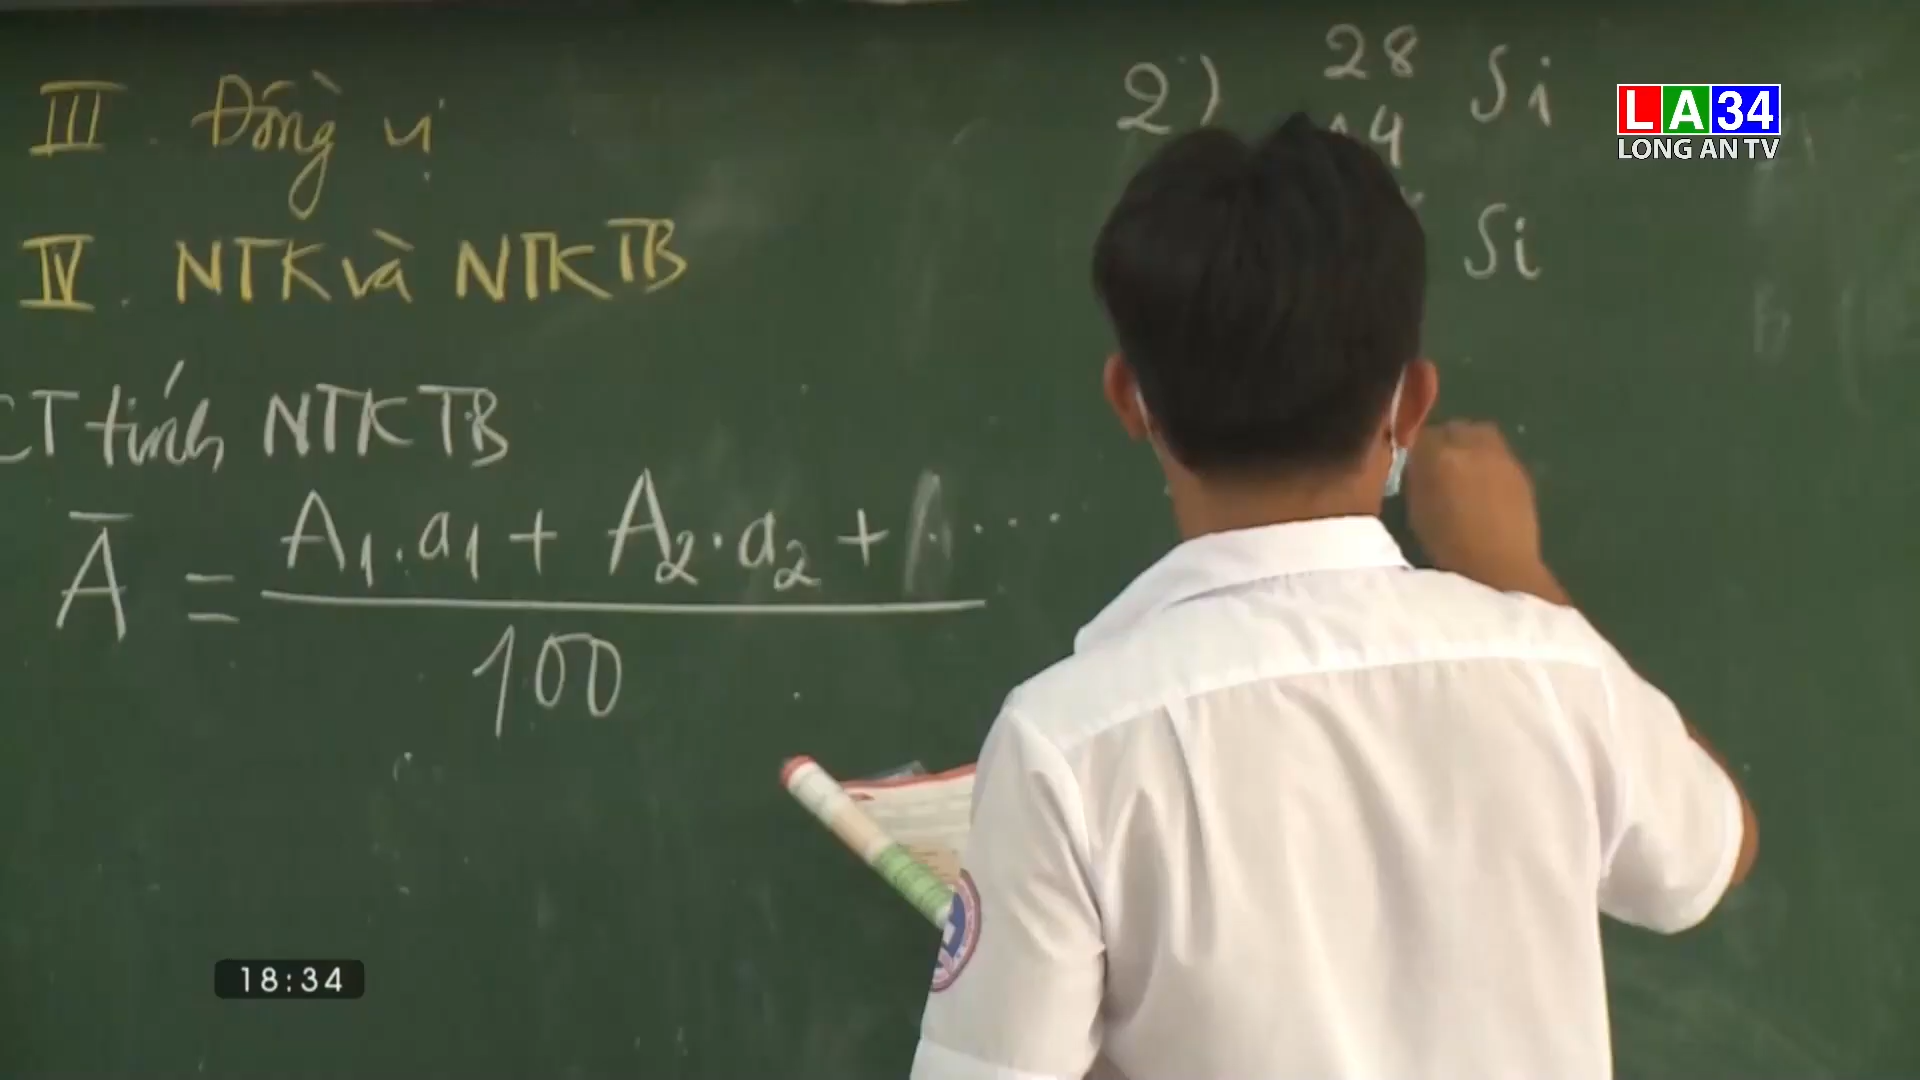 III. Đồng vị
IV. NTK và NTKTB
CT tính NTKTB
A̅ = A₁.a₁ + A₂.a₂ + ....
100
2) 28 Si
14
Si
LA34
LONG AN TV
18:34